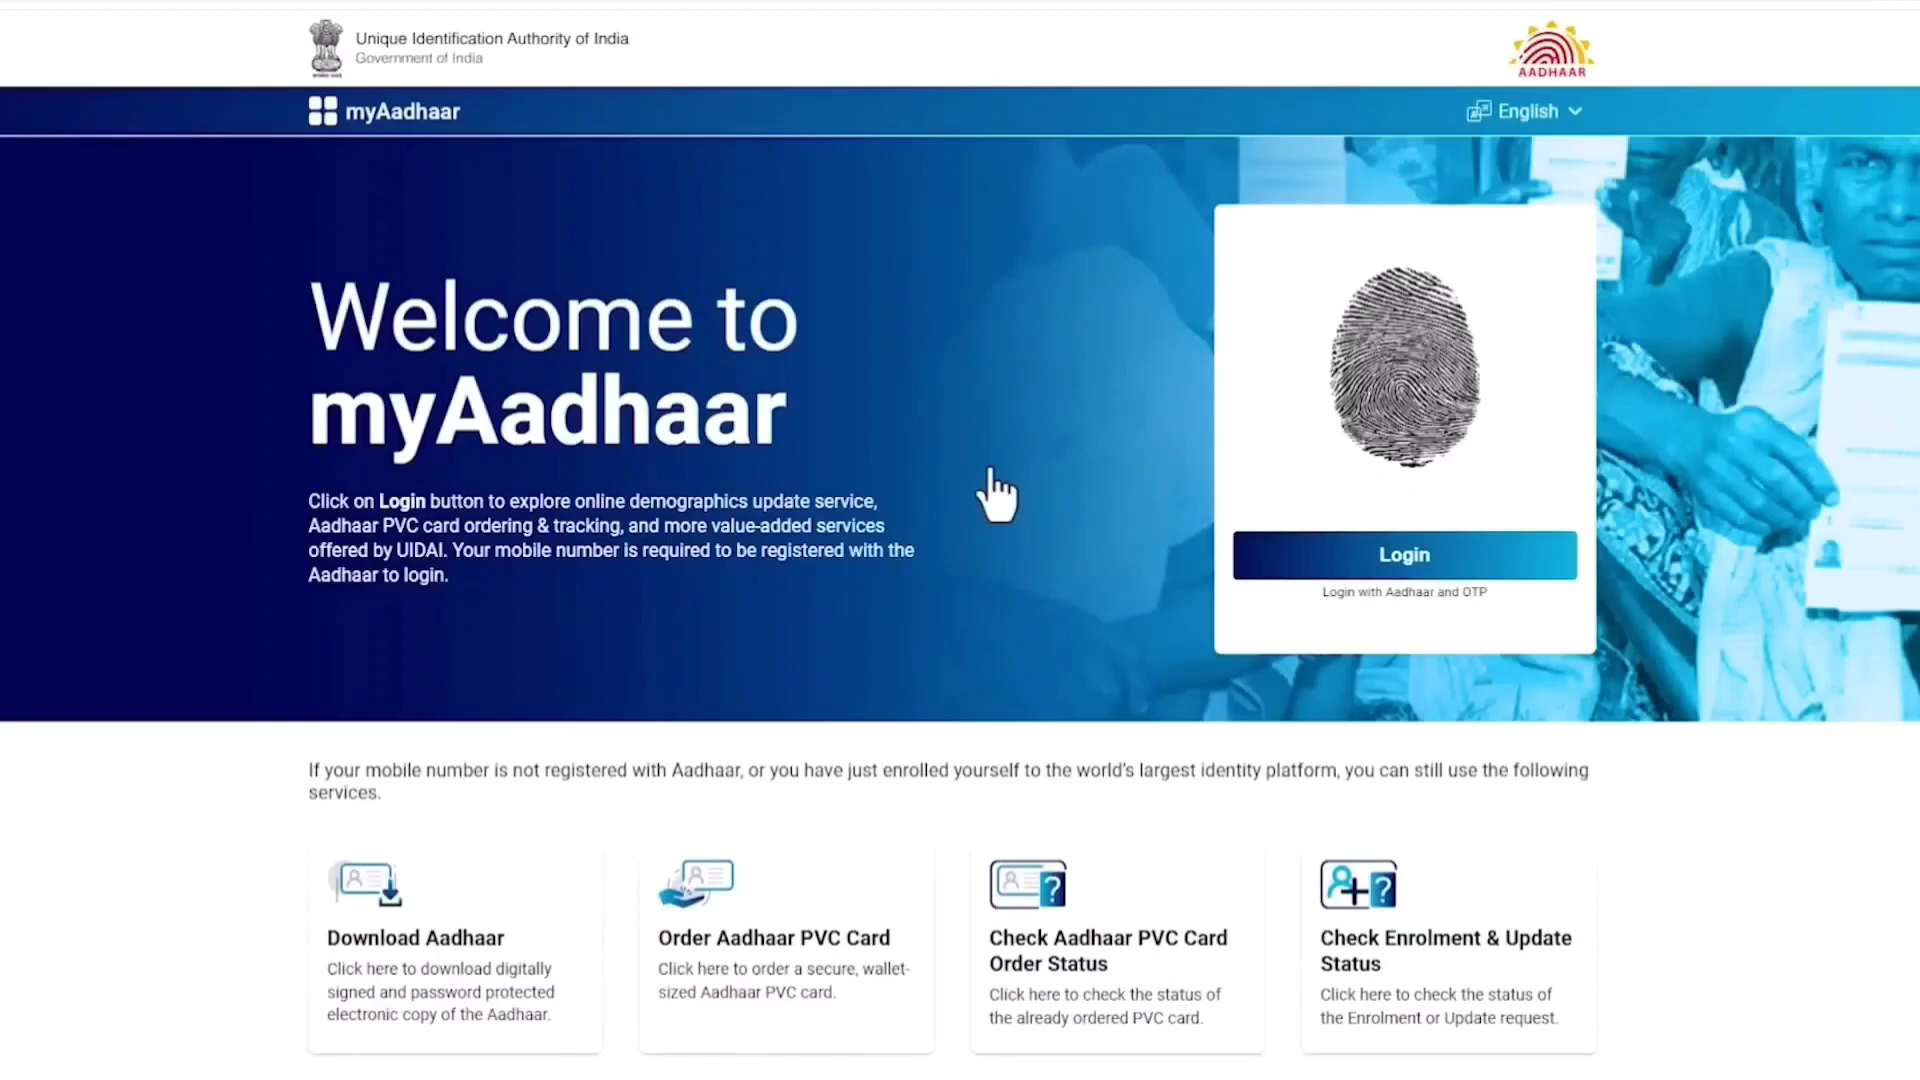 Unique Identification Authority of India
Government of India
AADHAAR
myAadhaar
English
Welcome to
myAadhaar
Click on Login button to explore online demographics update service,
Aadhaar PVC card ordering & tracking, and more value-added services
offered by UIDAI. Your mobile number is required to be registered with the
Aadhaar to login.
Login
Login with Aadhaar and OTP
If your mobile number is not registered with Aadhaar, or you have just enrolled yourself to the world's largest identity platform, you can still use the following
services.
Download Aadhaar
Click here to download digitally
signed and password protected
electronic copy of the Aadhaar.
Order Aadhaar PVC Card
Click here to order a secure, wallet-
sized Aadhaar PVC card.
Check Aadhaar PVC Card
Order Status
Click here to check the status of
the already ordered PVC card.
Check Enrolment & Update
Status
Click here to check the status of
the Enrolment or Update request.